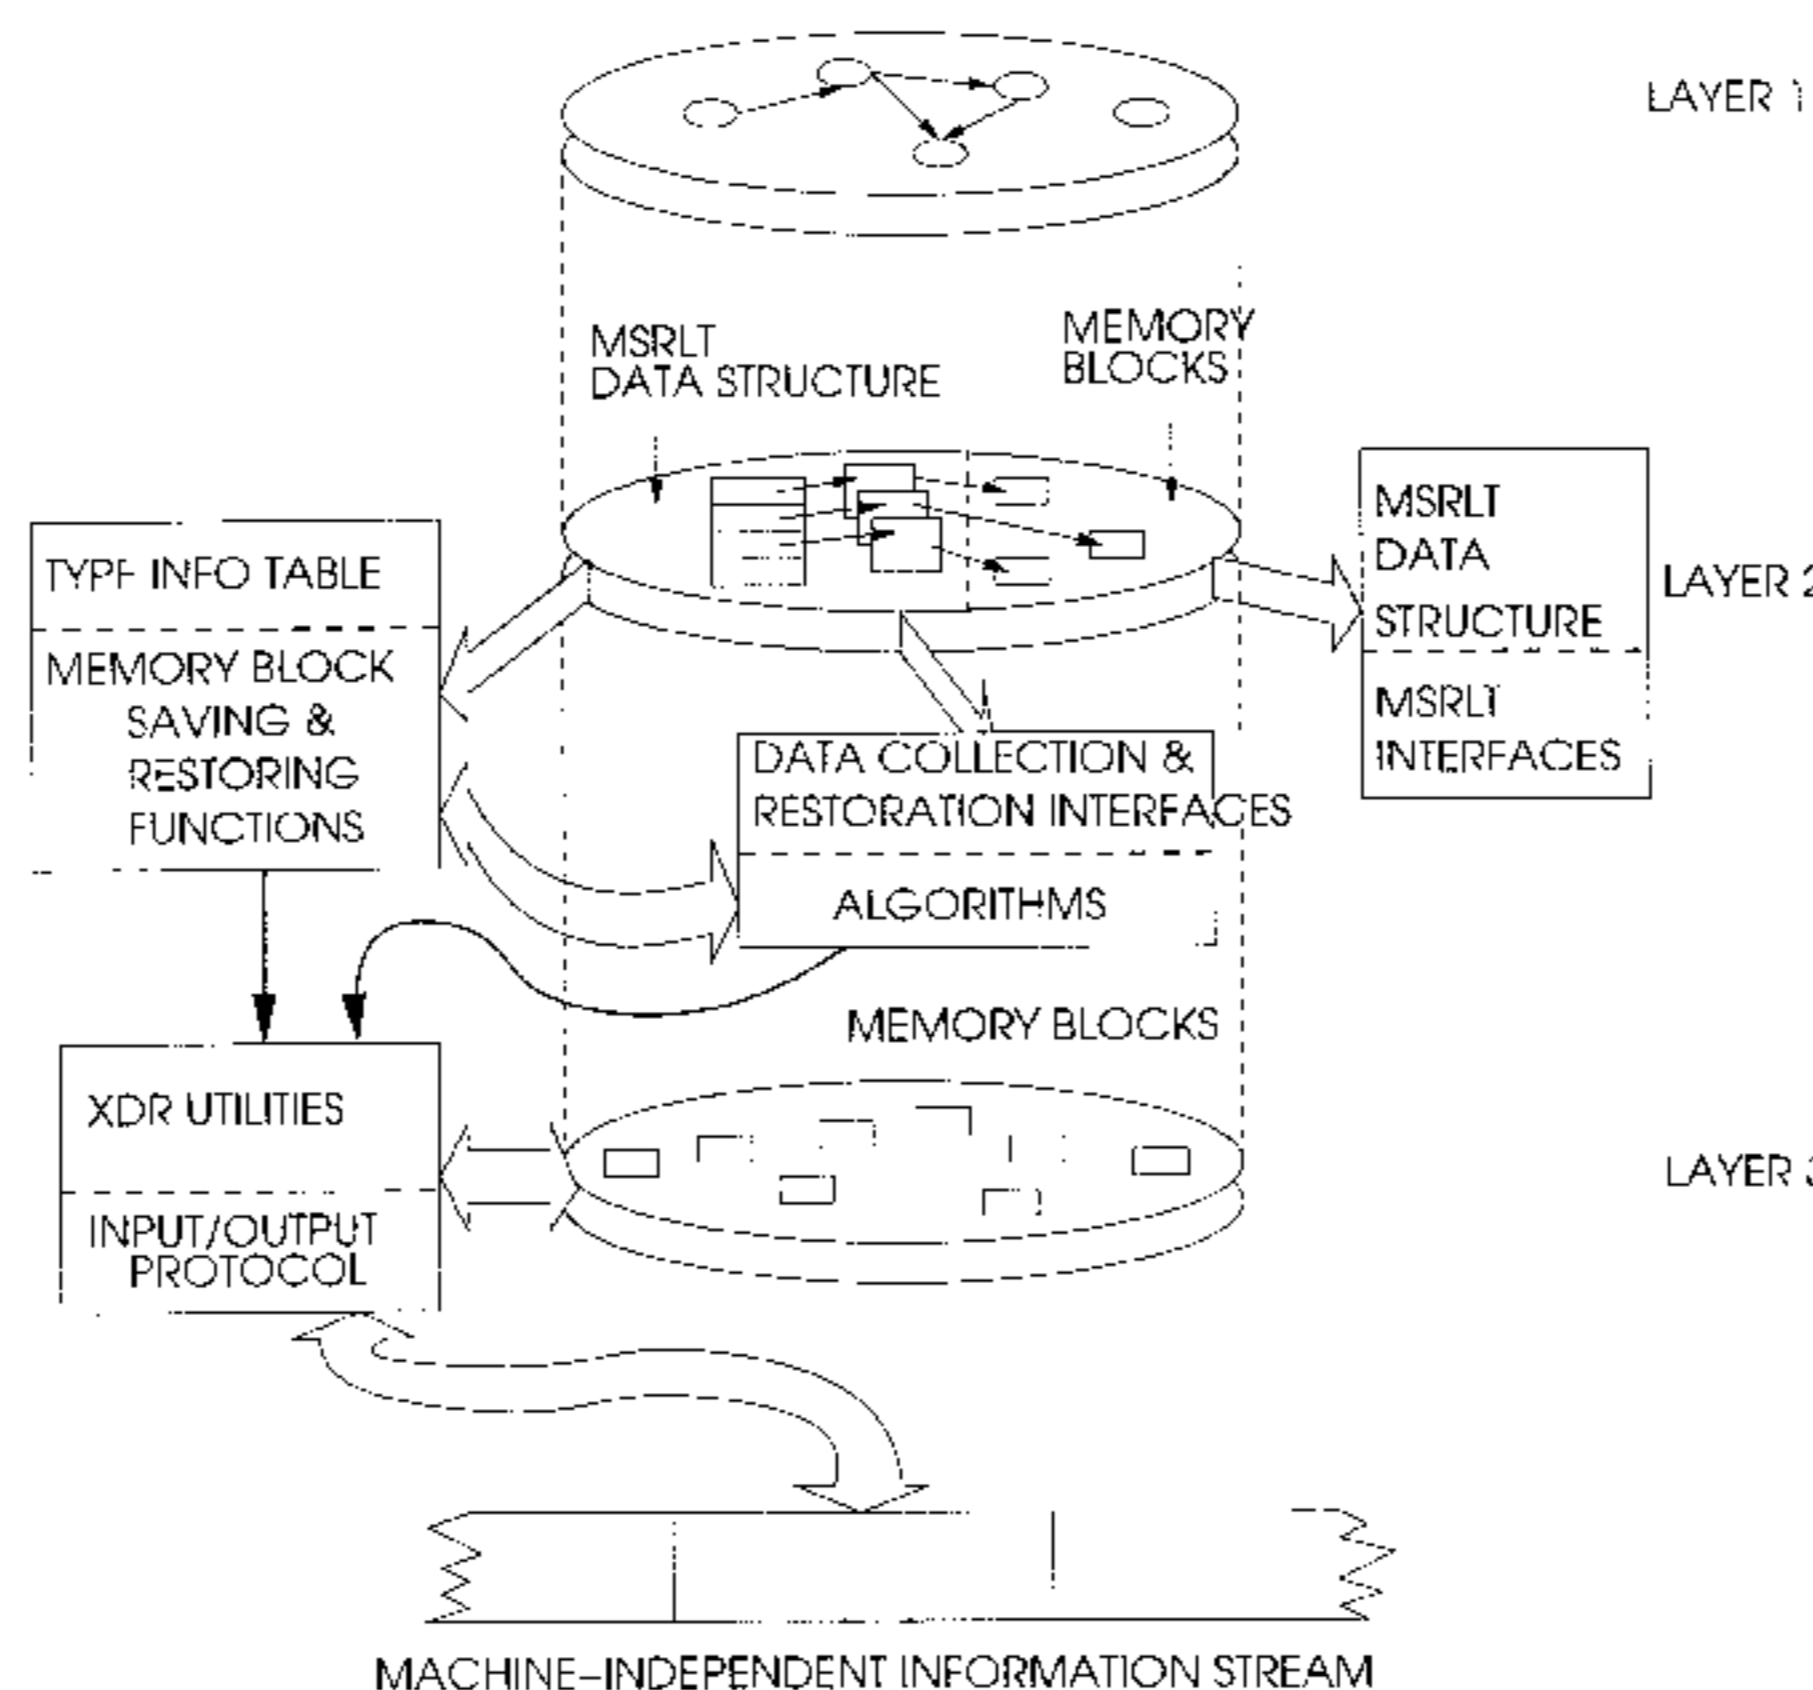 LAYER 1
MSRLT
DATA STRUCTURE
MEMORY
BLOCKS
MSRLT
DATA
STRUCTURE
MSRLT
INTERFACES
LAYER 2
TYPE INFO TABLE
MEMORY BLOCK
SAVING &
RESTORING
FUNCTIONS
DATA COLLECTION &
RESTORATION INTERFACES
ALGORITHMS
MEMORY BLOCKS
XDR UTILITIES
INPUT/OUTPUT
PROTOCOL
LAYER 3
MACHINE-INDEPENDENT INFORMATION STREAM